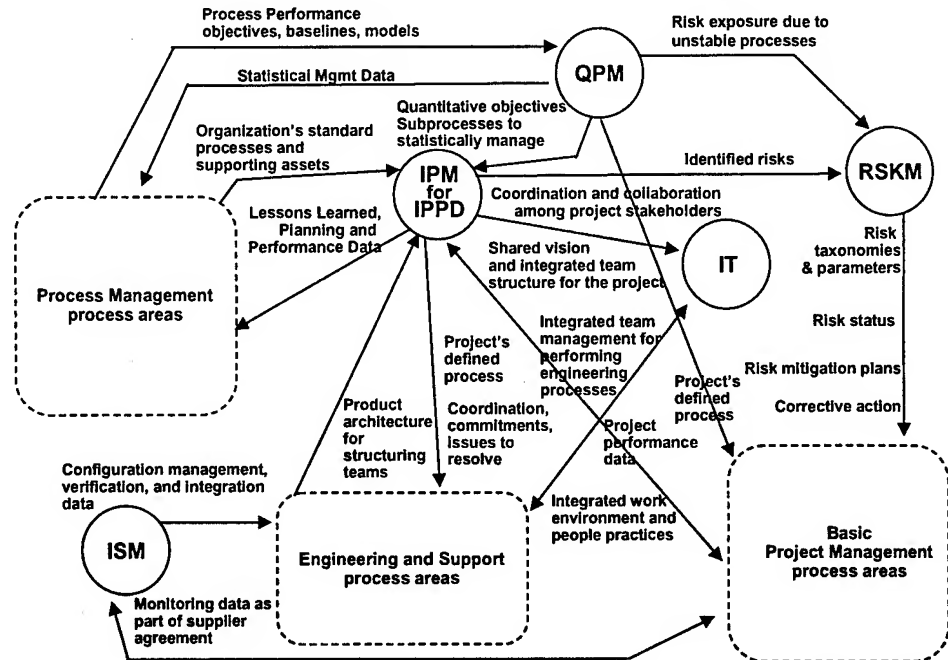 Process Performance
objectives, baselines, models
Risk exposure due to
unstable processes
QPM
Statistical Mgmt Data
Quantitative objectives
Subprocesses to
statistically manage
Organization's standard
processes and
supporting assets
Identified risks
RSKM
IPM
for
IPPD
Coordination and collaboration
among project stakeholders
Lessons Learned,
Planning and
Performance Data
Risk
taxonomies
& parameters
Shared vision
and integrated team
structure for the project
IT
Process Management
process areas
Risk status
Integrated team
management for
performing
engineering
processes
Project's
defined
process
Risk mitigation plans
Project's
defined
process
Corrective action
Product
architecture
for
structuring
teams
Coordination,
commitments,
issues to
resolve
Project
performance
data
Configuration management,
verification, and integration
data
Integrated work
environment and
people practices
ISM
Engineering and Support
process areas
Basic
Project Management
process areas
Monitoring data as
part of supplier
agreement